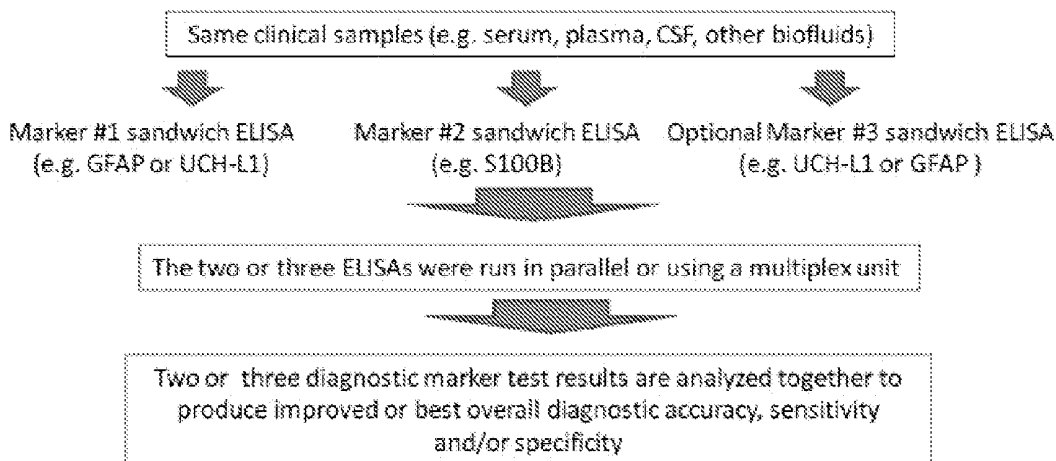 Same clinical samples (e.g. serum, plasma, CSF, other biofluids)
Marker #1 sandwich ELISA
(e.g. GFAP or UCH-L1)
Marker #2 sandwich ELISA
(e.g. S100B)
Optional Marker #3 sandwich ELISA
(e.g. UCH-L1 or GFAP )
The two or three ELISAs were run in parallel or using a multiplex unit
Two or three diagnostic marker test results are analyzed together to
produce improved or best overall diagnostic accuracy, sensitivity
and/or specificity